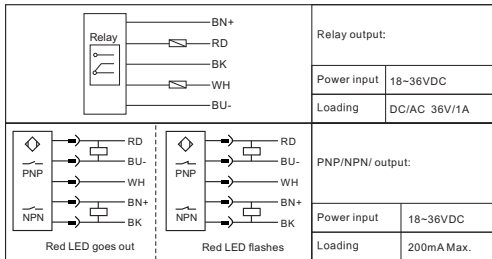 BN+
Relay
RD
BK
WH
BU-
Relay output:
Power input 18~36VDC
Loading DC/AC 36V/1A
RD
BU-
PNP
WH
BN+
NPN
BK
Red LED goes out
RD
BU-
PNP
WH
BN+
NPN
BK
Red LED flashes
PNP/NPN/ output:
Power input 18~36VDC
Loading 200mA Max.